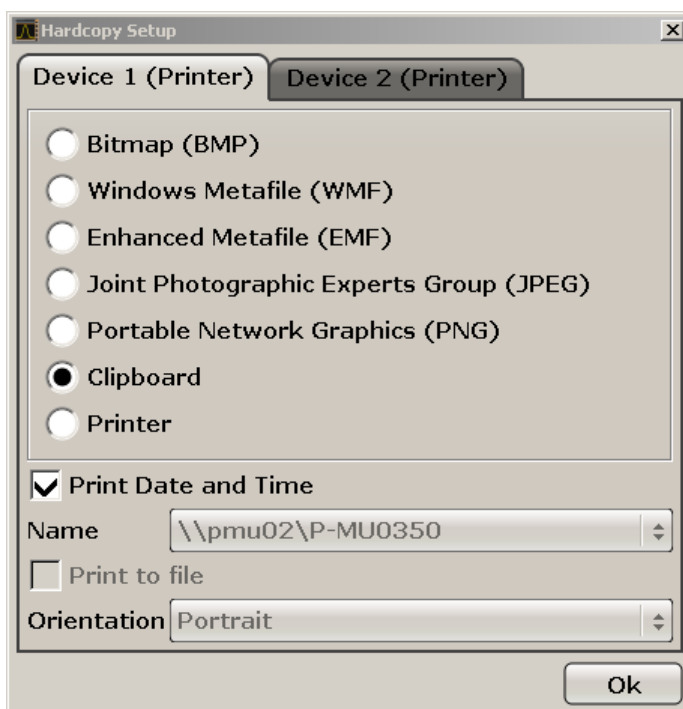 Hardcopy Setup
Device 1 (Printer) Device 2 (Printer)
Bitmap (BMP)
Windows Metafile (WMF)
Enhanced Metafile (EMF)
Joint Photographic Experts Group (JPEG)
Portable Network Graphics (PNG)
Clipboard
Printer
Print Date and Time
Name \\pmu02\P-MU0350
Print to file
Orientation Portrait
Ok